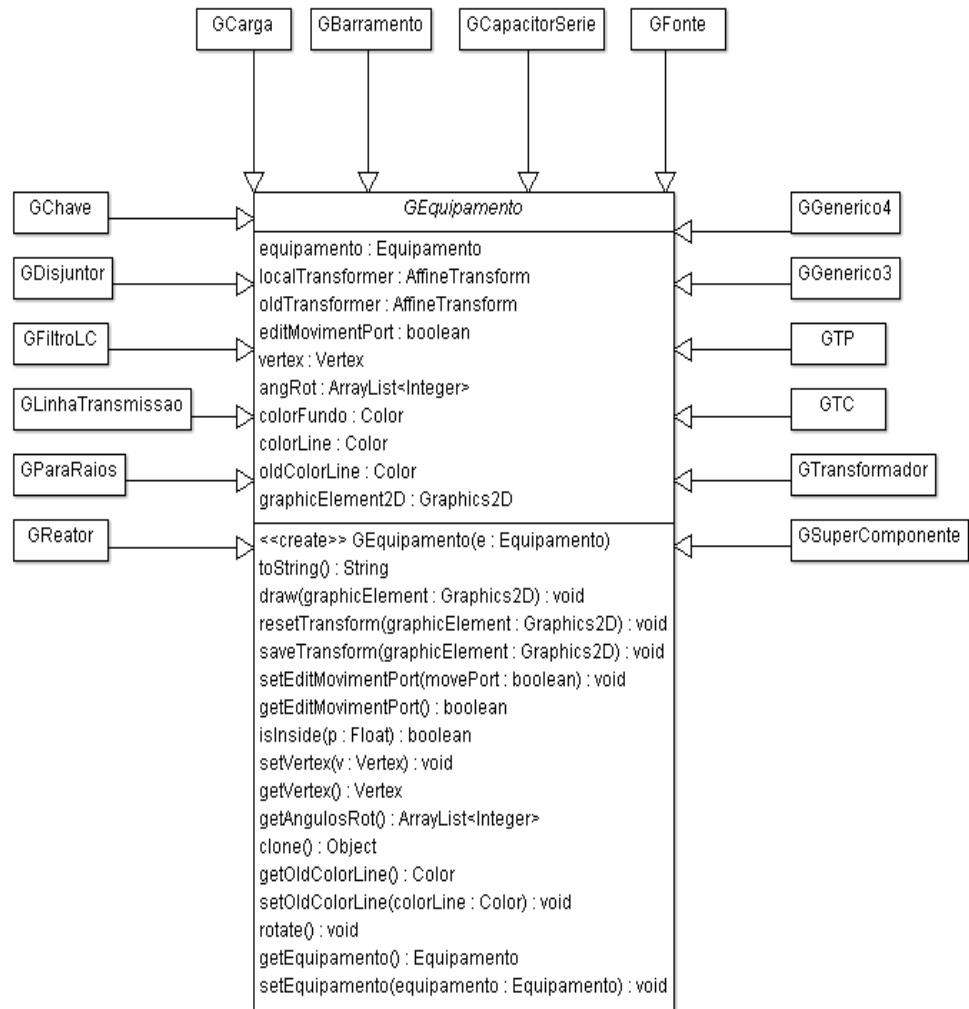 GCarga
GBarramento
GCapacitorSerie
GFonte
GChave
GDisjuntor
GFiltroLC
GLinhaTransmissao
GParaRaios
GReator
GEquipamento
equipamento : Equipamento
localTransformer : AffineTransform
oldTransformer : AffineTransform
editMovimentPort : boolean
vertex : Vertex
angRot : ArrayList<Integer>
colorFundo : Color
colorLine : Color
oldColorLine : Color
graphicElement2D : Graphics2D
<<create>> GEquipamento(e : Equipamento)
toString() : String
draw(graphicElement : Graphics2D) : void
resetTransform(graphicElement : Graphics2D) : void
saveTransform(graphicElement : Graphics2D) : void
setEditMovimentPort(movePort : boolean) : void
getEditMovimentPort() : boolean
isInside(p : Float) : boolean
setVertex(v : Vertex) : void
getVertex() : Vertex
getAngulosRot() : ArrayList<Integer>
clone() : Object
getOldColorLine() : Color
setOldColorLine(colorLine : Color) : void
rotate() : void
getEquipamento() : Equipamento
setEquipamento(equipamento : Equipamento) : void
GGenerico4
GGenerico3
GTP
GTC
GTransformador
GSuperComponente